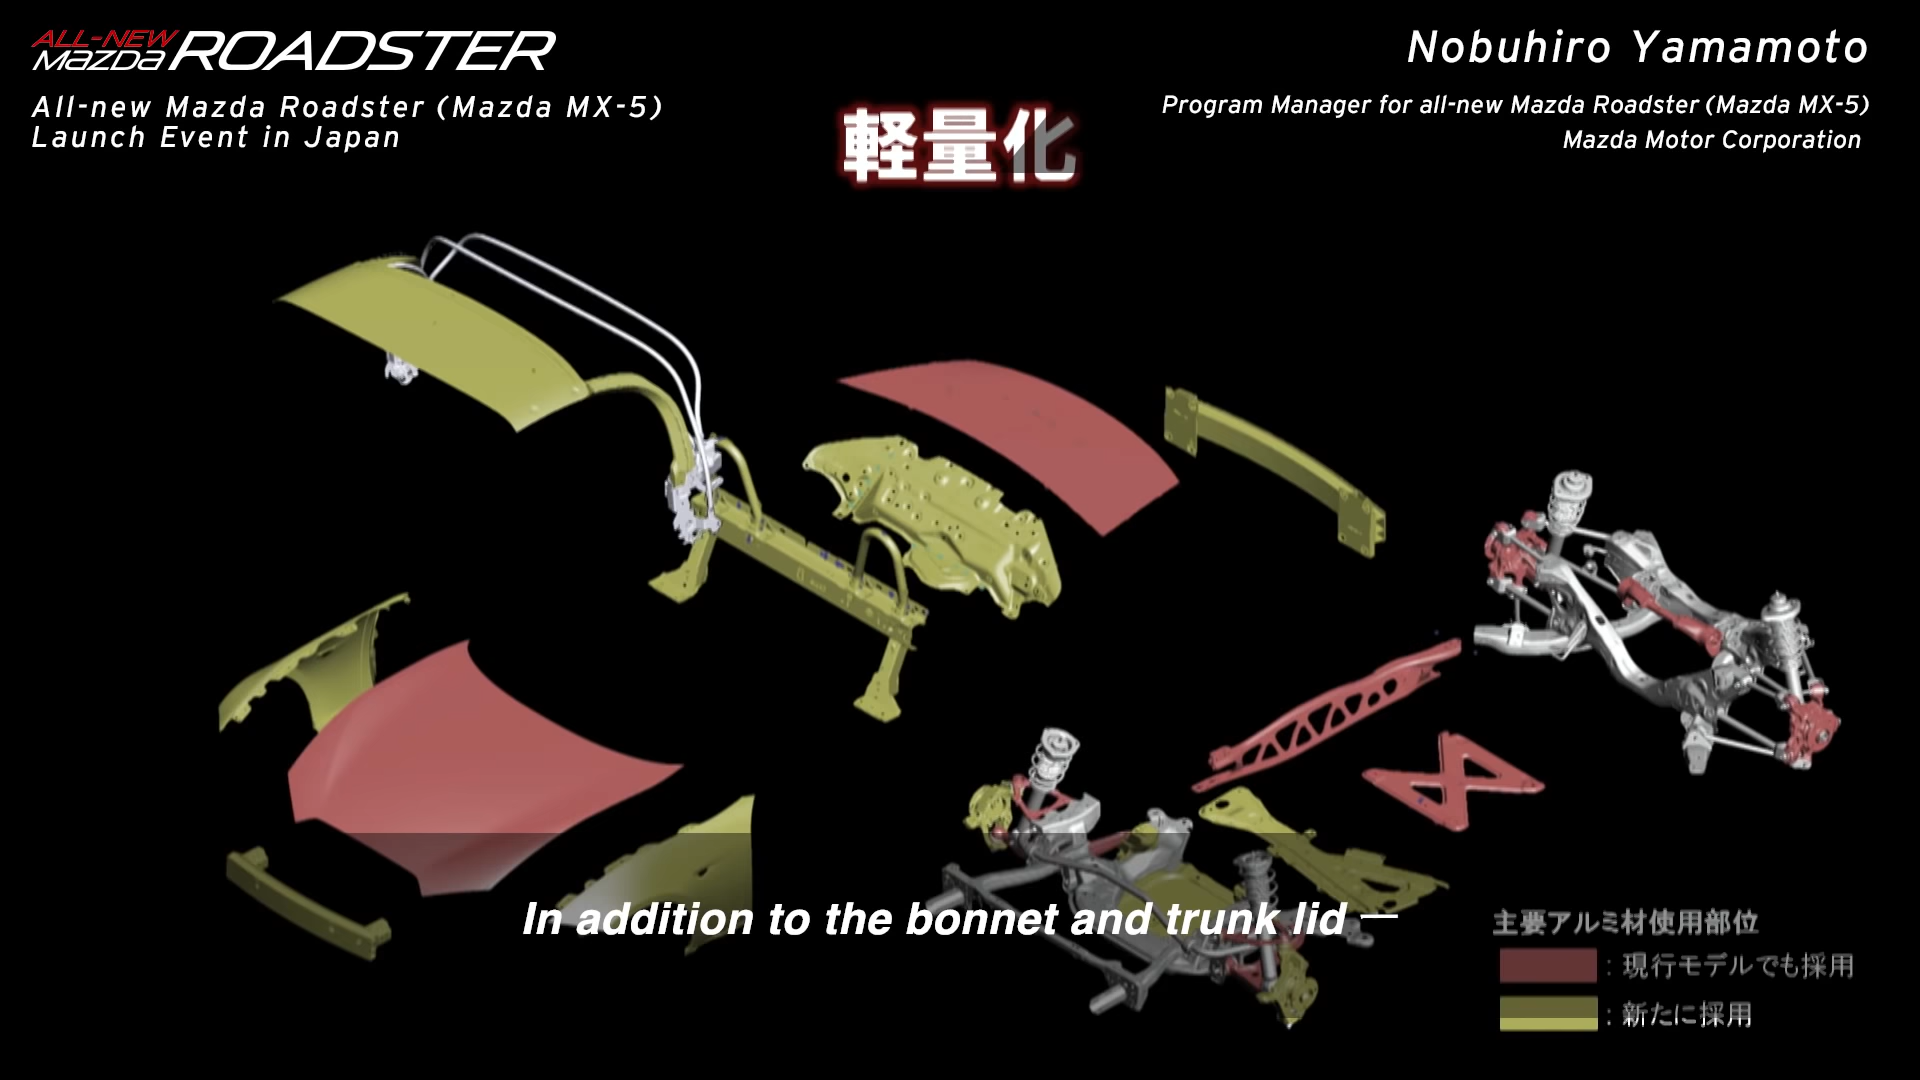 ALL-NEW
mazda ROADSTER
All-new Mazda Roadster (Mazda MX-5)
Launch Event in Japan
Nobuhiro Yamamoto
Program Manager for all-new Mazda Roadster (Mazda MX-5)
Mazda Motor Corporation
軽量化
In addition to the bonnet and trunk lid —
主要アルミ材使用部位
: 現行モデルでも採用
: 新たに採用